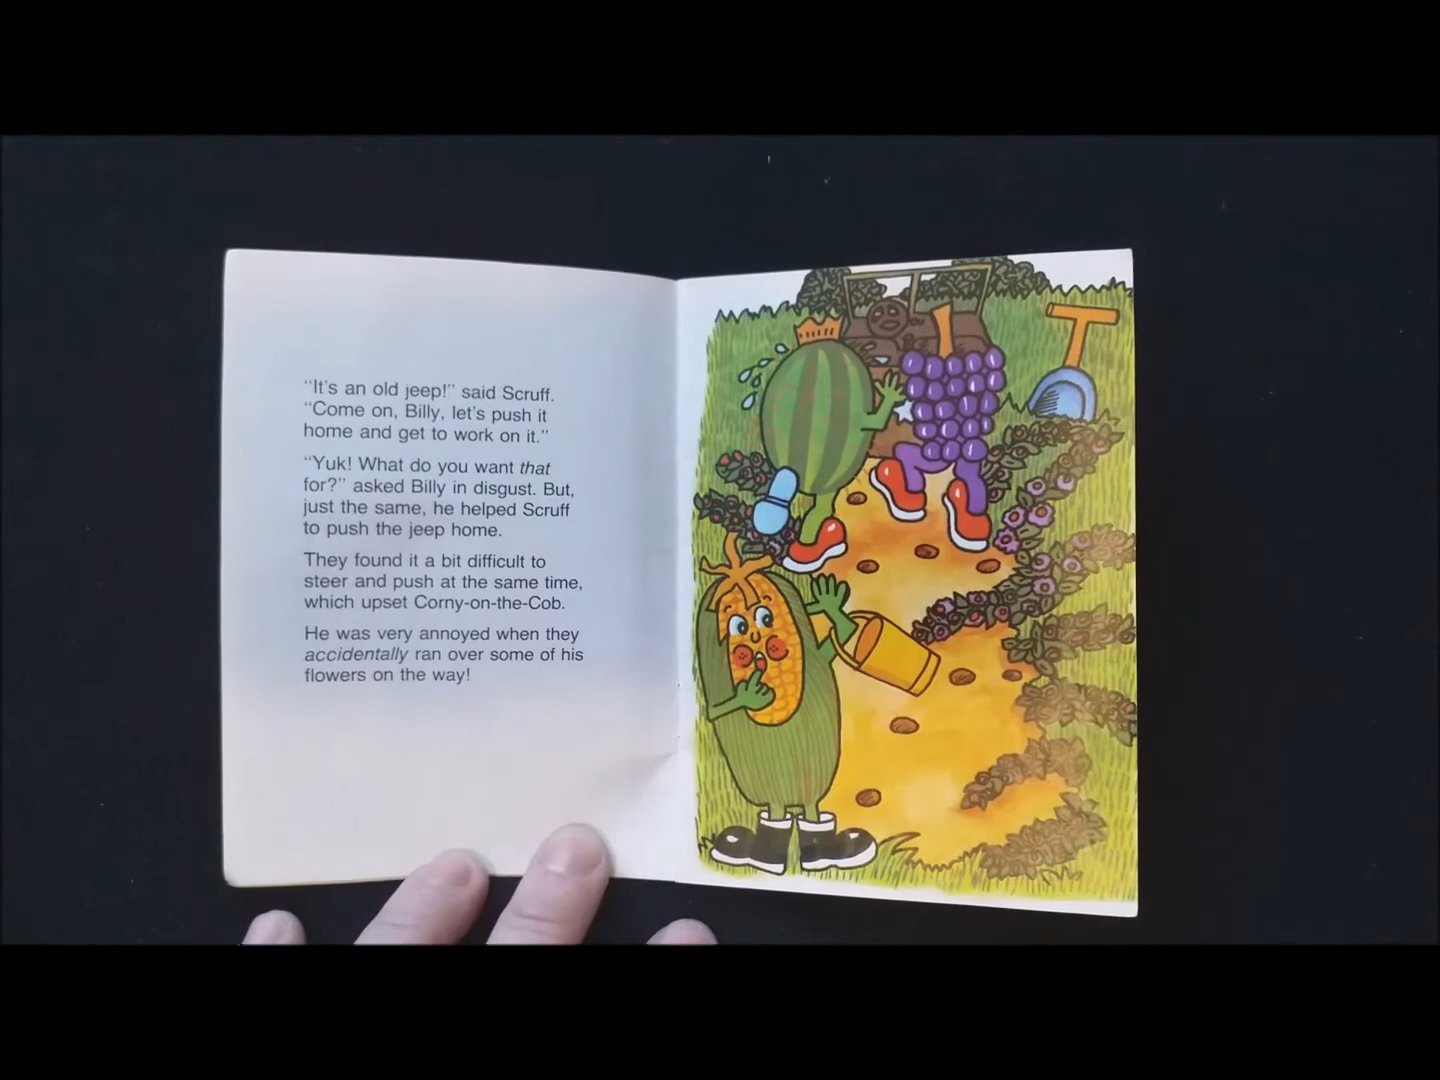 "It's an old jeep!" said Scruff.
"Come on, Billy, let's push it
home and get to work on it."
"Yuk! What do you want that
for?" asked Billy in disgust. But,
just the same, he helped Scruff
to push the jeep home.
They found it a bit difficult to
steer and push at the same time,
which upset Corny-on-the-Cob.
He was very annoyed when they
accidentally ran over some of his
flowers on the way!